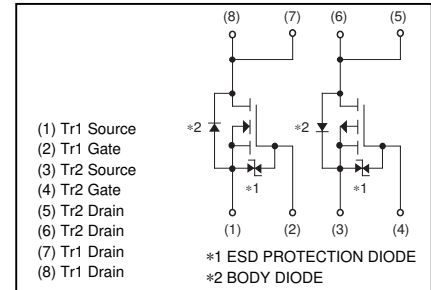 (8) (7) (6) (5)
*2 *2
*1 *1
(1) (2) (3) (4)
(1) Tr1 Source
(2) Tr1 Gate
(3) Tr2 Source
(4) Tr2 Gate
(5) Tr2 Drain
(6) Tr2 Drain
(7) Tr1 Drain
(8) Tr1 Drain
*1 ESD PROTECTION DIODE
*2 BODY DIODE